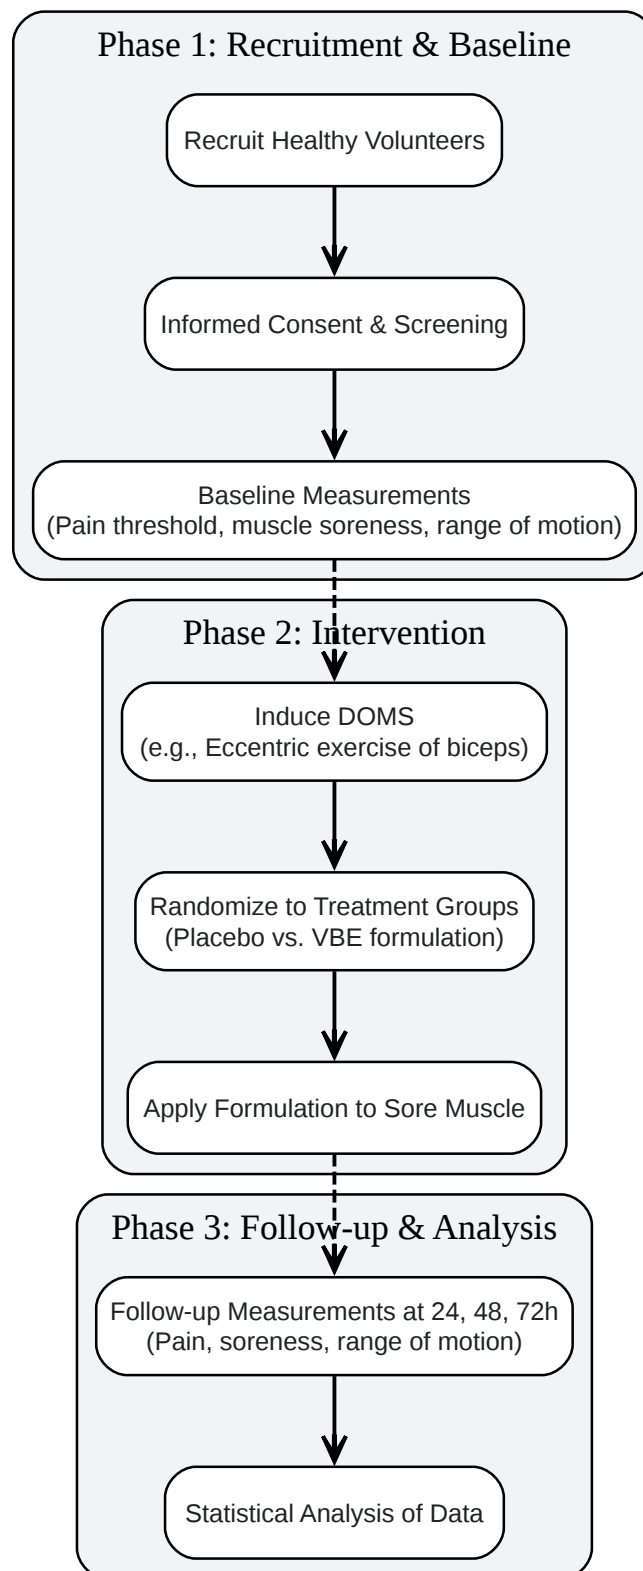 Phase 1: Recruitment & Baseline
Recruit Healthy Volunteers
Informed Consent & Screening
Baseline Measurements
(Pain threshold, muscle soreness, range of motion)
Phase 2: Intervention
Induce DOMS
(e.g., Eccentric exercise of biceps)
Randomize to Treatment Groups
(Placebo vs. VBE formulation)
Apply Formulation to Sore Muscle
Phase 3: Follow-up & Analysis
Follow-up Measurements at 24, 48, 72h
(Pain, soreness, range of motion)
Statistical Analysis of Data